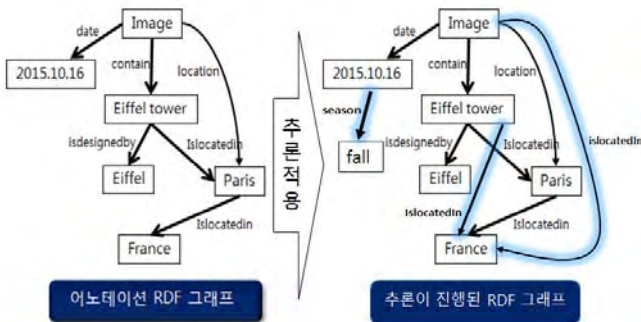 Image
date
contain
location
2015.10.16
Eiffel tower
isdesignedby
Islocatedin
Eiffel
Paris
Islocatedin
France
어노테이션 RDF 그래프
추론적용
Image
date
contain
location
2015.10.16
season
Eiffel tower
islocatedIn
fall
isdesignedby
Islocatedin
Eiffel
Paris
IslocatedIn
Islocatedin
France
추론이 진행된 RDF 그래프